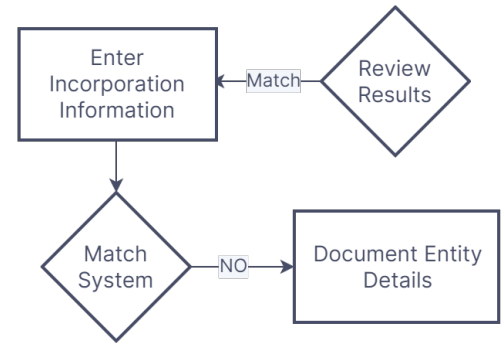 Enter
Incorporation
Information
Match
Review
Results
Match
System
NO
Document Entity
Details